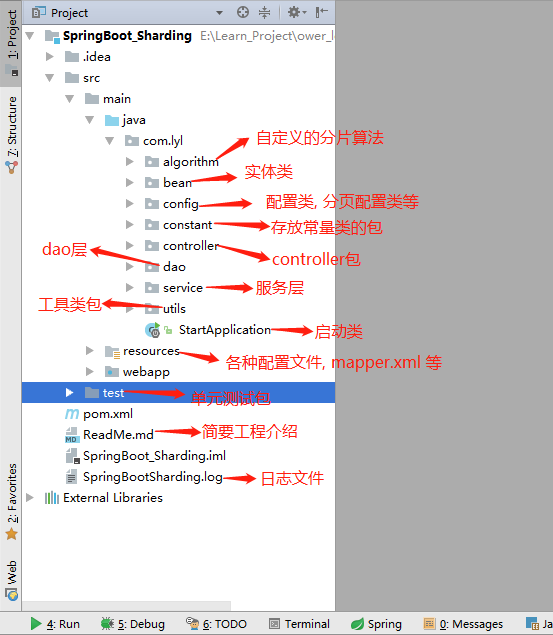 Project
1: Project
SpringBoot_Sharding E:\Learn_Project\ower_l
.idea
src
main
java
com.lyl
algorithm 自定义的分片算法
bean 实体类
config 配置类, 分页配置类等
constant 存放常量类的包
controller controller包
dao层 dao
service 服务层
工具类包 utils
StartApplication 启动类
resources 各种配置文件, mapper.xml 等
webapp
test 单元测试包
pom.xml
ReadMe.md 简要工程介绍
SpringBoot_Sharding.iml
SpringBootSharding.log 日志文件
External Libraries
7: Structure
2: Favorites
Web
4: Run 5: Debug 6: TODO Terminal Spring 0: Messages Ja